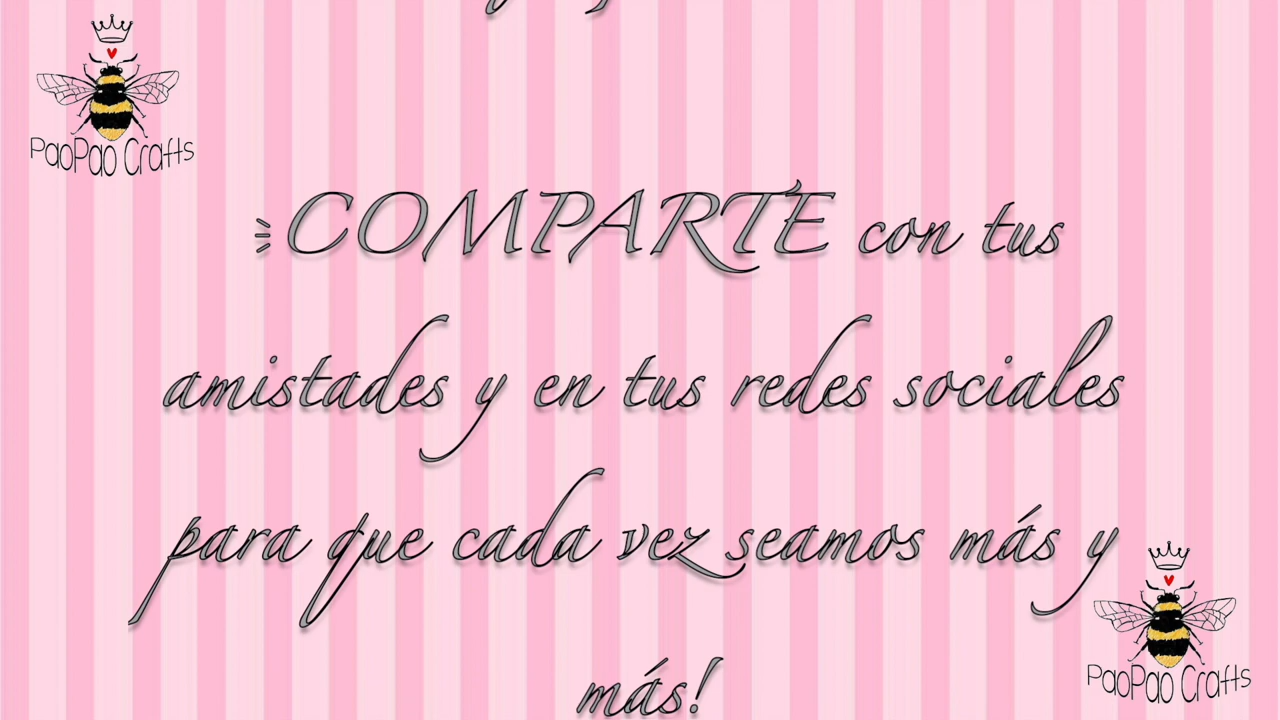 PaoPao Crafts
COMPARTE con tus
amistades y en tus redes sociales
para que cada vez seamos más y
más!
PaoPao Crafts